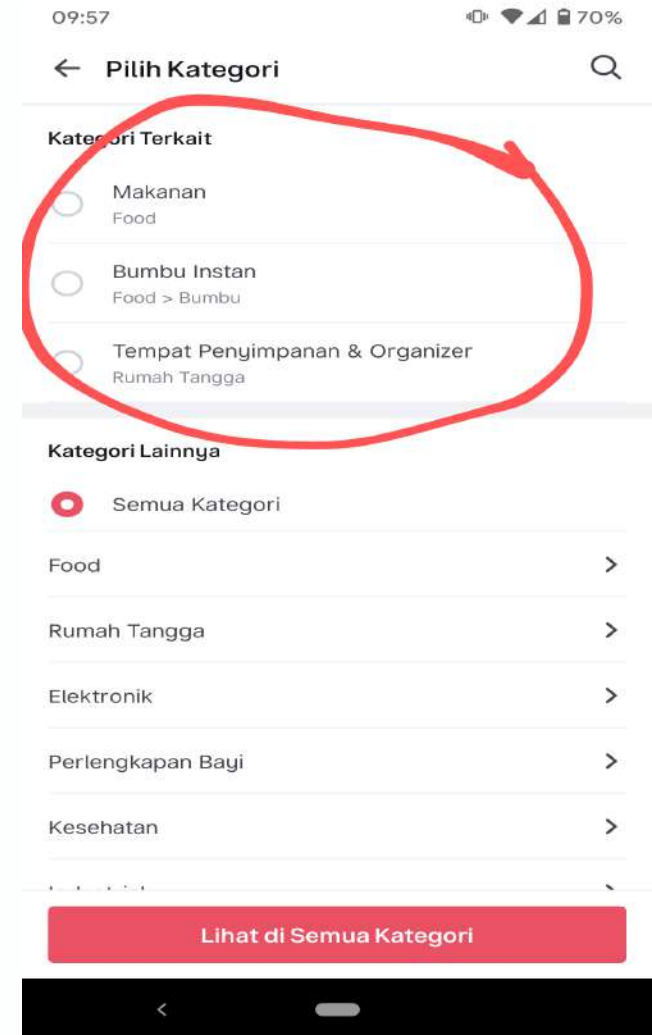 09:57 70%
Pilih Kategori
Kategori Terkait
Makanan
Food
Bumbu Instan
Food > Bumbu
Tempat Penyimpanan & Organizer
Rumah Tangga
Kategori Lainnya
Semua Kategori
Food
Rumah Tangga
Elektronik
Perlengkapan Bayi
Kesehatan
Lihat di Semua Kategori